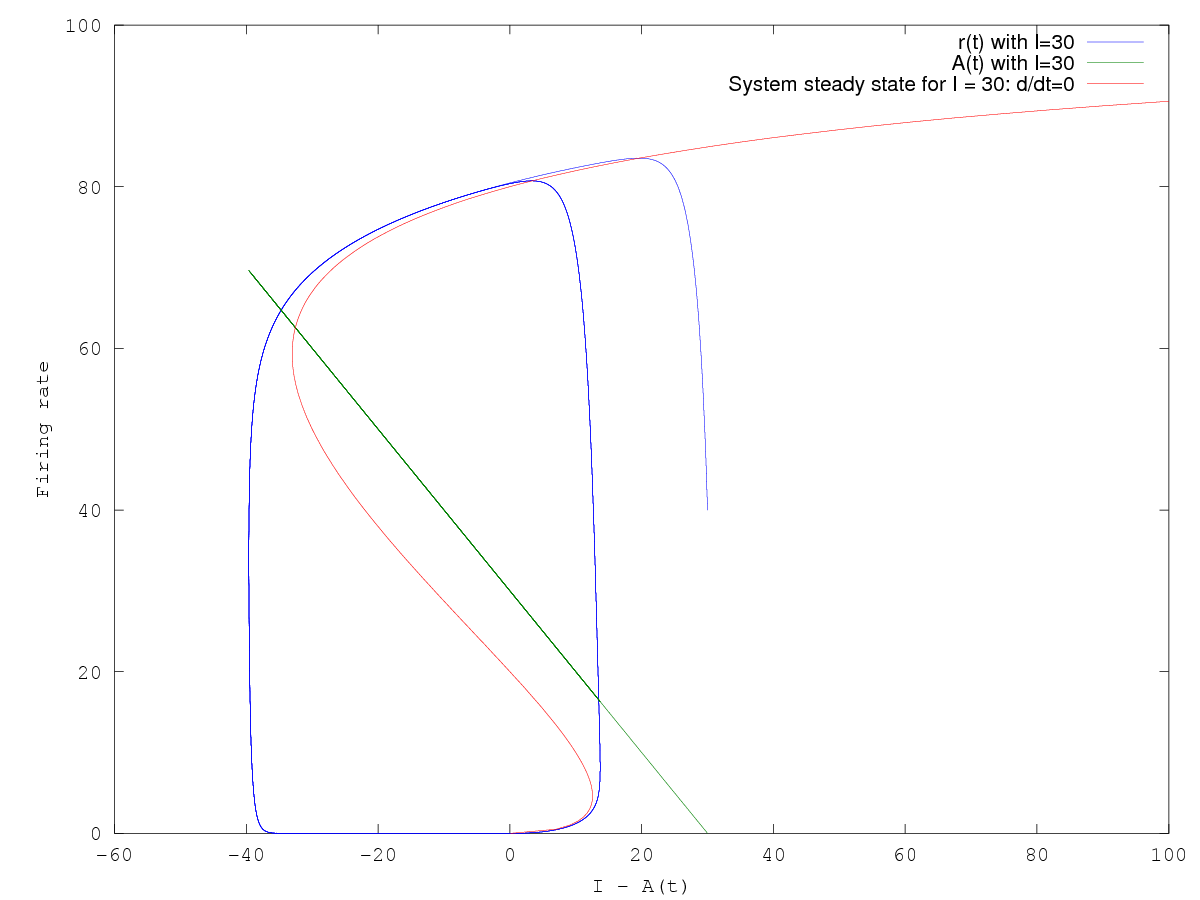 100
r(t) with I=30
A(t) with I=30
System steady state for I = 30: d/dt=0
80
60
40
20
0
Firing rate
-60 -40 -20 0 20 40 60 80 100
I - A(t)